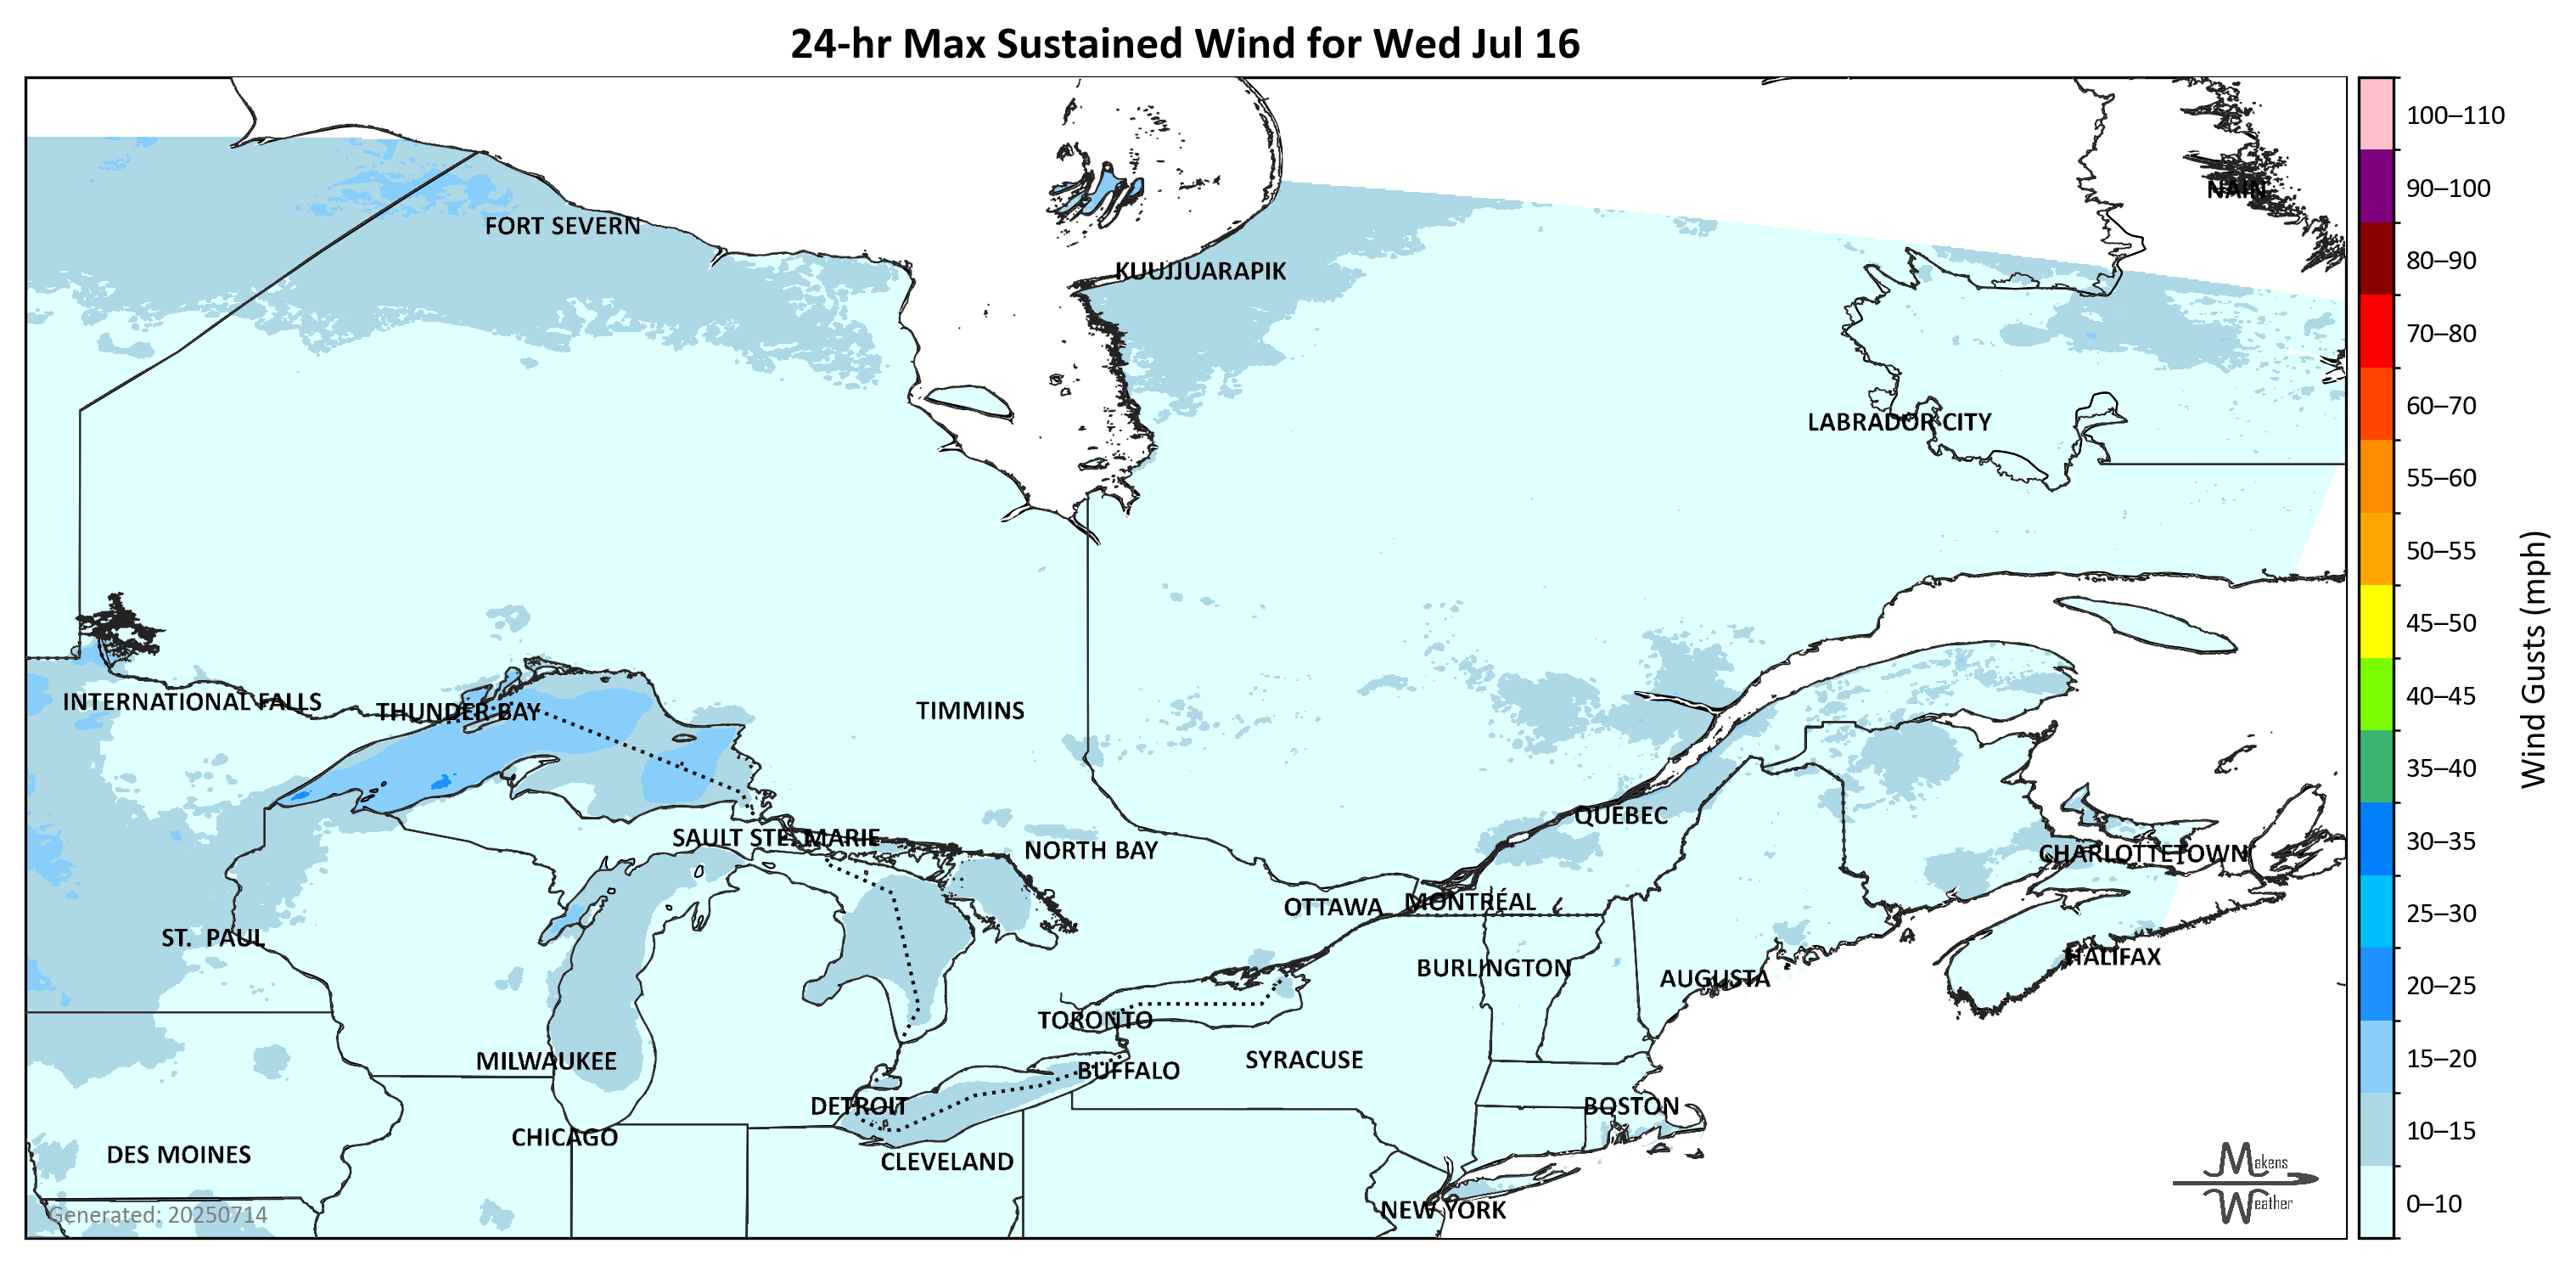 24-hr Max Sustained Wind for Wed Jul 16
100–110
90–100
NAIN
FORT SEVERN
80–90
KUUJJUARAPIK
70–80
60–70
LABRADOR CITY
55–60
50–55
45–50
40–45
INTERNATIONAL FALLS
THUNDER BAY
TIMMINS
35–40
Wind Gusts (mph)
QUEBEC
SAULT STE. MARIE
30–35
NORTH BAY
CHARLOTTETOWN
OTTAWA
MONTRÉAL
25–30
ST. PAUL
HALIFAX
BURLINGTON
AUGUSTA
20–25
TORONTO
MILWAUKEE
SYRACUSE
15–20
BUFFALO
DETROIT
BOSTON
10–15
CHICAGO
DES MOINES
CLEVELAND
Makens
Weather
0–10
NEW YORK
Generated: 20250714